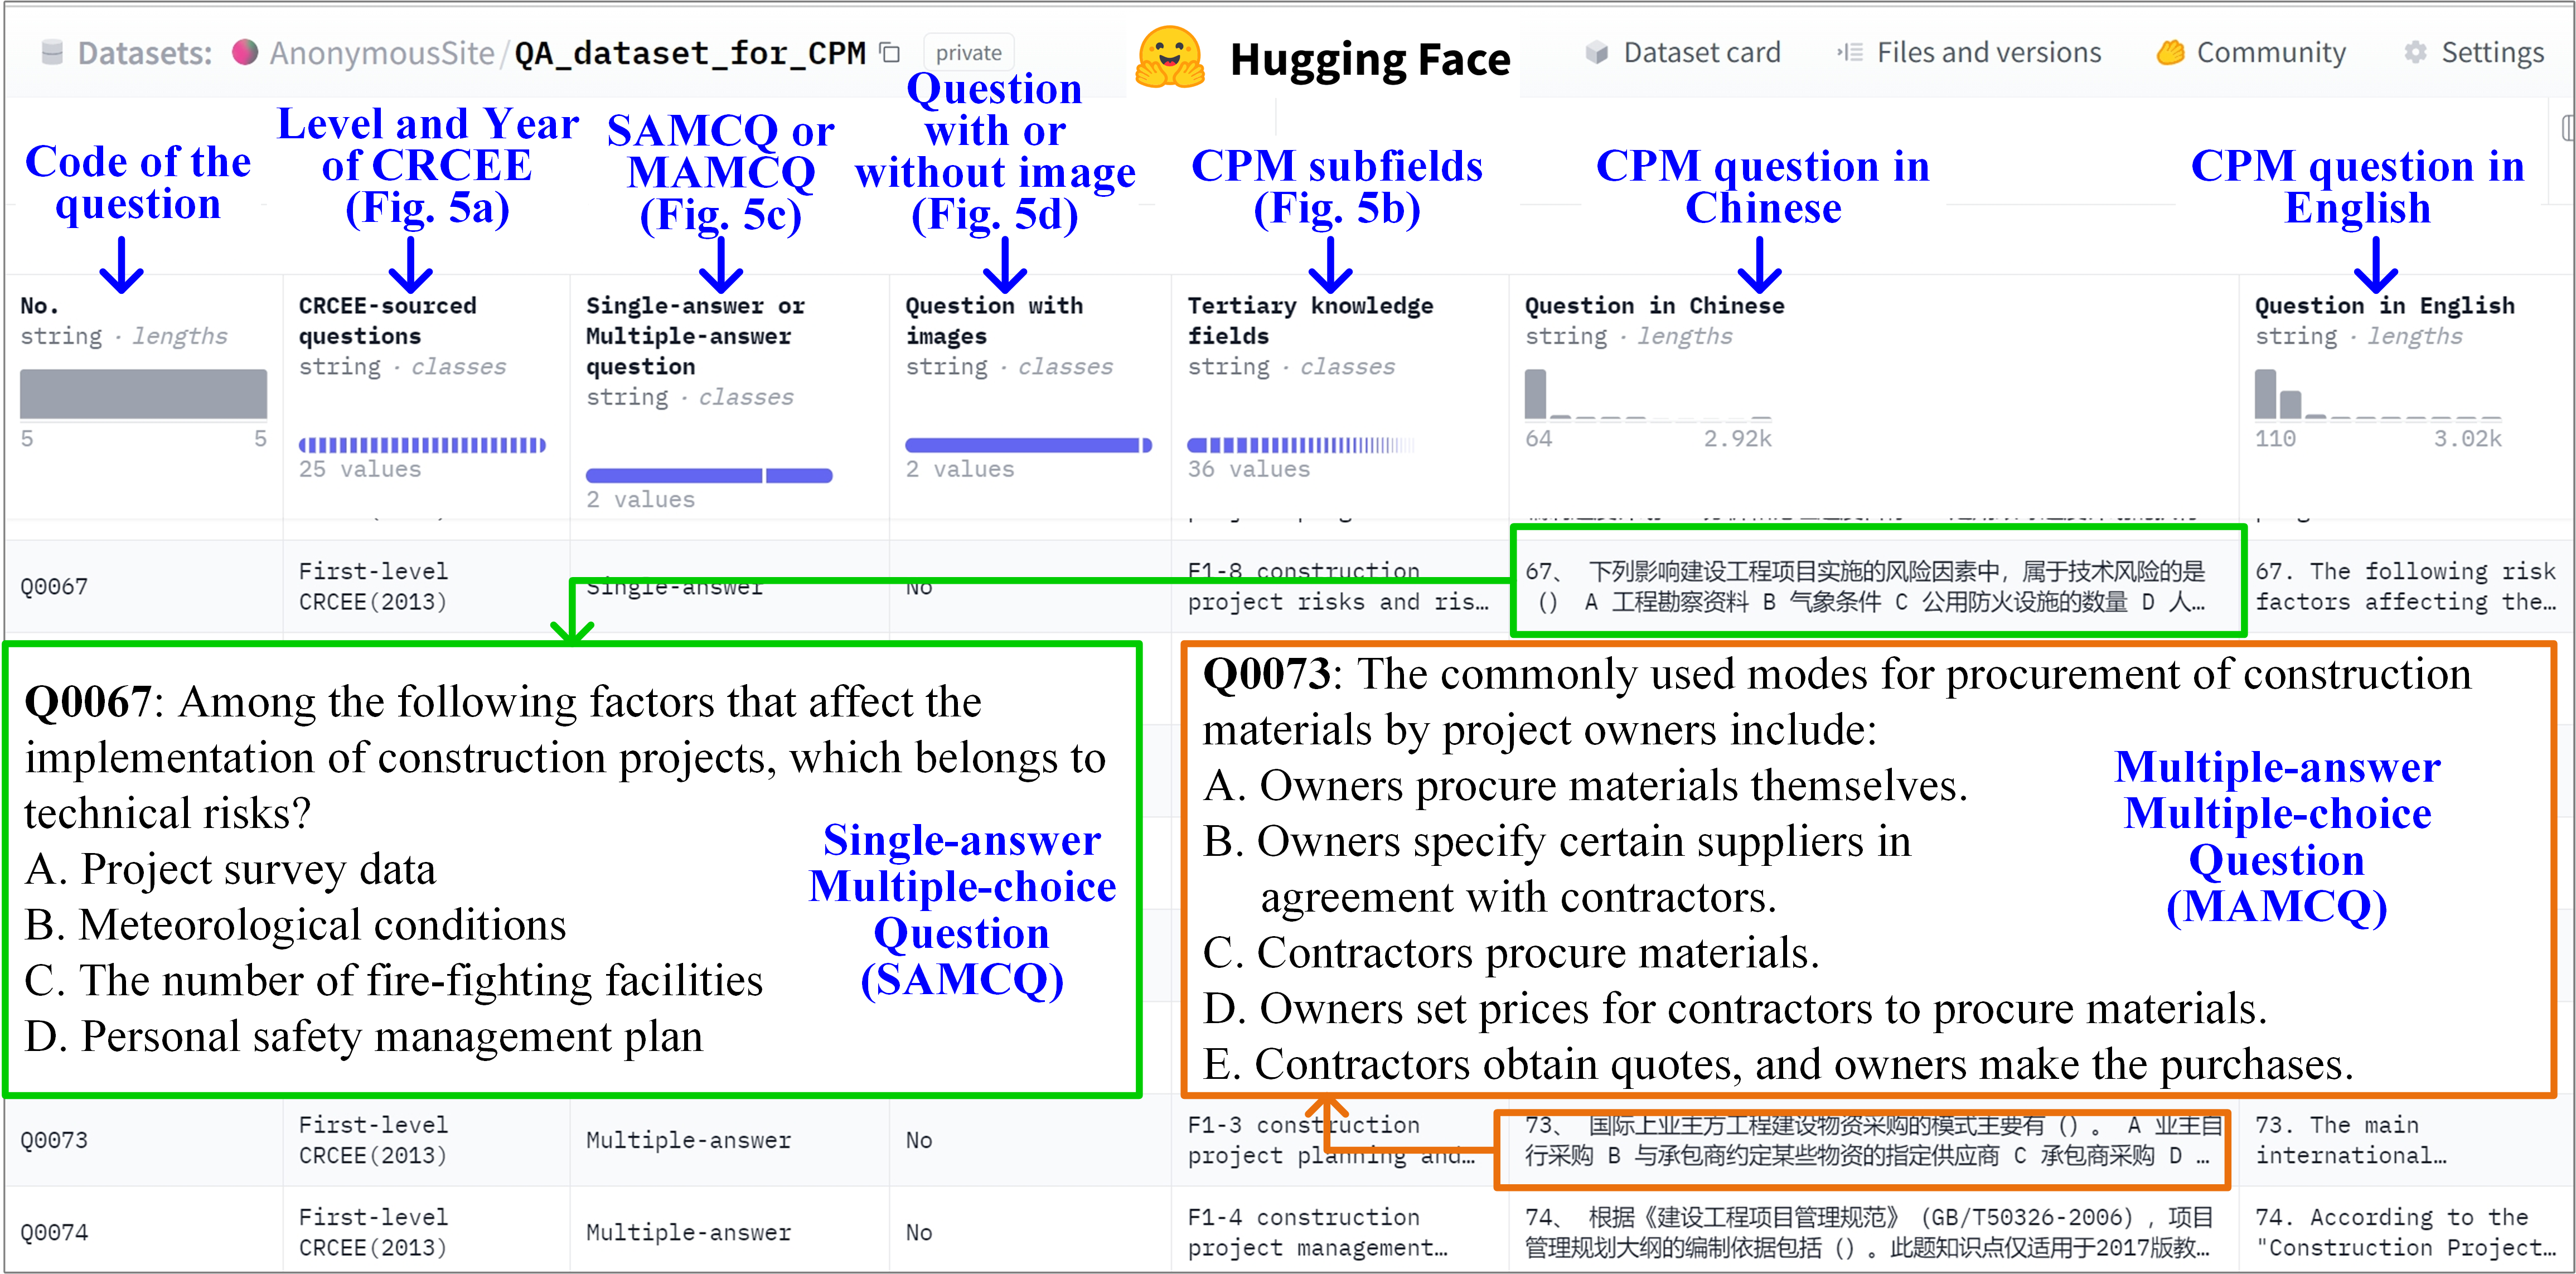 Datasets: AnonymousSite/QA_dataset_for_CPM private
Hugging Face
Dataset card Files and versions Community Settings
Code of the
question
Level and Year
of CRCEE
(Fig. 5a)
SAMCQ or
MAMCQ
(Fig. 5c)
Question
with or
without image
(Fig. 5d)
CPM subfields
(Fig. 5b)
CPM question in
Chinese
CPM question in
English
No.
string · lengths
5 5
CRCEE-sourced
questions
string · classes
25 values
Single-answer or
Multiple-answer
question
string · classes
2 values
Question with
images
string · classes
2 values
Tertiary knowledge
fields
string · classes
36 values
Question in Chinese
string · lengths
64 2.92k
Question in English
string · lengths
110 3.02k
Q0067
First-level
CRCEE(2013)
Single-answer
No
F1-8 construction
project risks and ris…
67、 下列影响建设工程项目实施的风险因素中，属于技术风险的是
（） A 工程勘察资料 B 气象条件 C 公用防火设施的数量 D 人…
67. The following risk
factors affecting the…
Q0067: Among the following factors that affect the
implementation of construction projects, which belongs to
technical risks?
A. Project survey data
B. Meteorological conditions
C. The number of fire-fighting facilities
D. Personal safety management plan
Single-answer
Multiple-choice
Question
(SAMCQ)
Q0073: The commonly used modes for procurement of construction
materials by project owners include:
A. Owners procure materials themselves.
B. Owners specify certain suppliers in
agreement with contractors.
C. Contractors procure materials.
D. Owners set prices for contractors to procure materials.
E. Contractors obtain quotes, and owners make the purchases.
Multiple-answer
Multiple-choice
Question
(MAMCQ)
Q0073
First-level
CRCEE(2013)
Multiple-answer
No
F1-3 construction
project planning and…
73、 国际上业主方工程建设物资采购的模式主要有（）。 A 业主自
行采购 B 与承包商约定某些物资的指定供应商 C 承包商采购 D …
73. The main
international…
Q0074
First-level
CRCEE(2013)
Multiple-answer
No
F1-4 construction
project management…
74、 根据《建设工程项目管理规范》（GB/T50326-2006），项目
管理规划大纲的编制依据包括（）。此题知识点仅适用于2017版教…
74. According to the
"Construction Project…